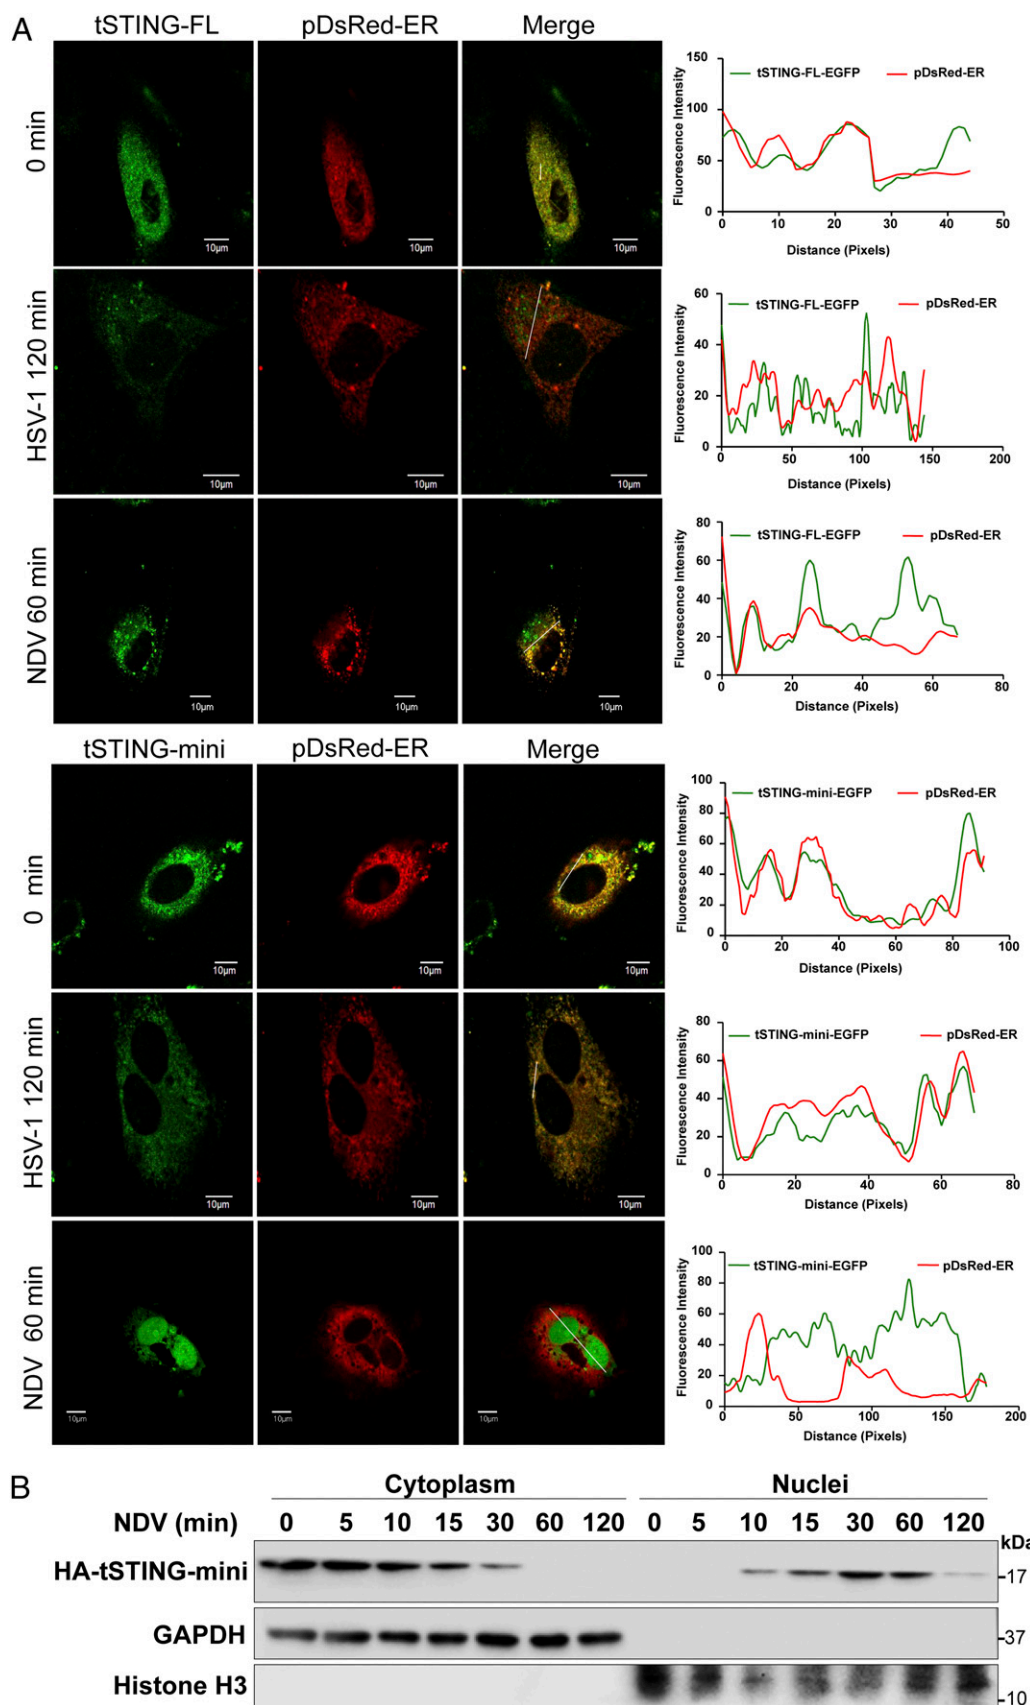 A
tSTING-FL pDsRed-ER Merge
0 min
10µm 10µm 10µm
150
100
50
0
Fluorescence Intensity
tSTING-FL-EGFP pDsRed-ER
0 10 20 30 40 50
Distance (Pixels)
HSV-1 120 min
10µm 10µm 10µm
60
40
20
0
Fluorescence Intensity
tSTING-FL-EGFP pDsRed-ER
0 50 100 150 200
Distance (Pixels)
NDV 60 min
10µm 10µm 10µm
80
60
40
20
0
Fluorescence Intensity
tSTING-FL-EGFP pDsRed-ER
0 20 40 60 80
Distance (Pixels)
tSTING-mini pDsRed-ER Merge
0 min
10µm 10µm 10µm
100
80
60
40
20
0
Fluorescence Intensity
tSTING-mini-EGFP pDsRed-ER
0 20 40 60 80 100
Distance (Pixels)
HSV-1 120 min
10µm 10µm 10µm
80
60
40
20
0
Fluorescence Intensity
tSTING-mini-EGFP pDsRed-ER
0 20 40 60 80
Distance (Pixels)
NDV 60 min
10µm 10µm 10µm
100
80
60
40
20
0
Fluorescence Intensity
tSTING-mini-EGFP pDsRed-ER
0 50 100 150 200
Distance (Pixels)
B
Cytoplasm Nuclei
NDV (min) 0 5 10 15 30 60 120 0 5 10 15 30 60 120
kDa
HA-tSTING-mini -17
GAPDH -37
Histone H3 -10